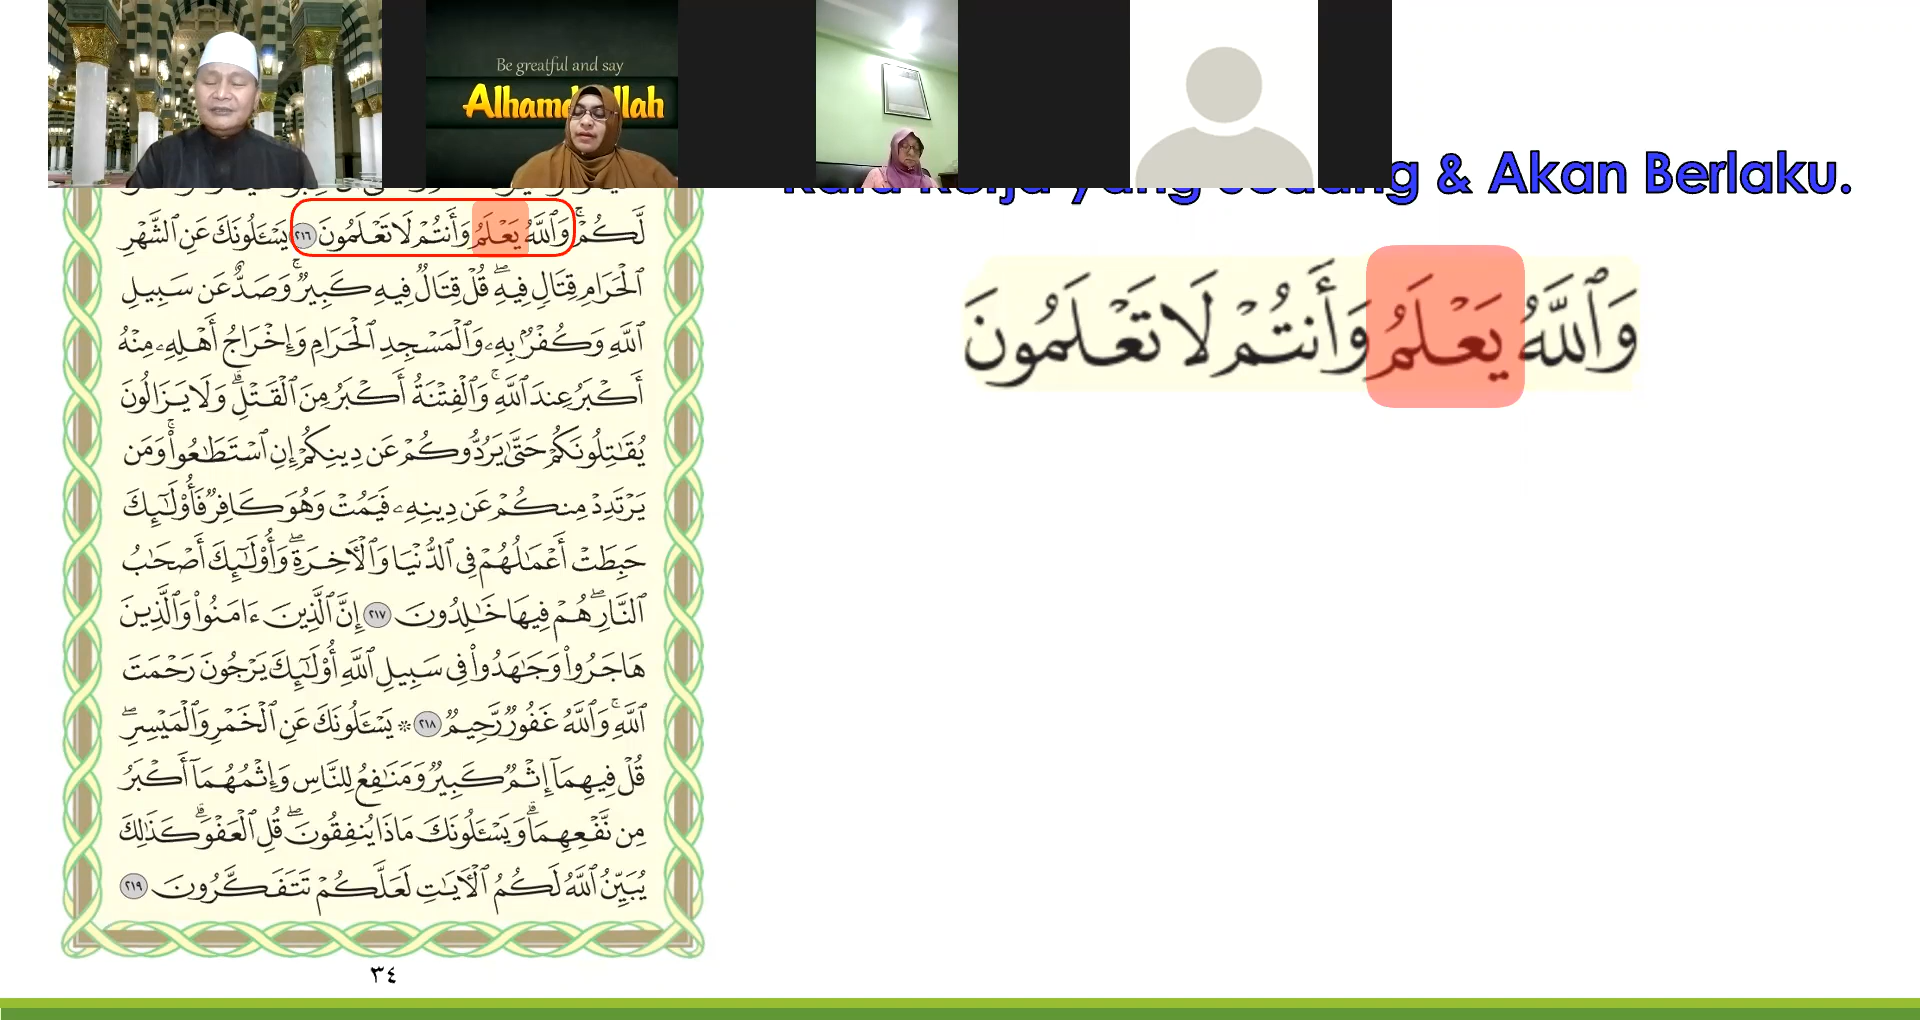 Be greatful and say
& Akan Berlaku.
لَّكُمْۚ وَٱللَّهُ يَعْلَمُ وَأَنتُمْ لَا تَعْلَمُونَ ٢١٦ يَسْـَٔلُونَكَ عَنِ ٱلشَّهْرِ
ٱلْحَرَامِ قِتَالٍ فِيهِۖ قُلْ قِتَالٌ فِيهِ كَبِيرٌۚ وَصَدٌّ عَن سَبِيلِ
ٱللَّهِ وَكُفْرٌۢ بِهِۦ وَٱلْمَسْجِدِ ٱلْحَرَامِ وَإِخْرَاجُ أَهْلِهِۦ مِنْهُ
أَكْبَرُ عِندَ ٱللَّهِۚ وَٱلْفِتْنَةُ أَكْبَرُ مِنَ ٱلْقَتْلِۗ وَلَا يَزَالُونَ
يُقَـٰتِلُونَكُمْ حَتَّىٰ يَرُدُّوكُمْ عَن دِينِكُمْ إِنِ ٱسْتَطَـٰعُوا۟ۚ وَمَن
يَرْتَدِدْ مِنكُمْ عَن دِينِهِۦ فَيَمُتْ وَهُوَ كَافِرٌ فَأُو۟لَـٰٓئِكَ
حَبِطَتْ أَعْمَـٰلُهُمْ فِى ٱلدُّنْيَا وَٱلْـَٔاخِرَةِۖ وَأُو۟لَـٰٓئِكَ أَصْحَـٰبُ
ٱلنَّارِۖ هُمْ فِيهَا خَـٰلِدُونَ ٢١٧ إِنَّ ٱلَّذِينَ ءَامَنُوا۟ وَٱلَّذِينَ
هَاجَرُوا۟ وَجَـٰهَدُوا۟ فِى سَبِيلِ ٱللَّهِ أُو۟لَـٰٓئِكَ يَرْجُونَ رَحْمَتَ
ٱللَّهِۚ وَٱللَّهُ غَفُورٌ رَّحِيمٌ ٢١٨ ۞ يَسْـَٔلُونَكَ عَنِ ٱلْخَمْرِ وَٱلْمَيْسِرِۖ
قُلْ فِيهِمَآ إِثْمٌ كَبِيرٌ وَمَنَـٰفِعُ لِلنَّاسِ وَإِثْمُهُمَآ أَكْبَرُ
مِن نَّفْعِهِمَاۗ وَيَسْـَٔلُونَكَ مَاذَا يُنفِقُونَۖ قُلِ ٱلْعَفْوَۗ كَذَٰلِكَ
يُبَيِّنُ ٱللَّهُ لَكُمُ ٱلْـَٔايَـٰتِ لَعَلَّكُمْ تَتَفَكَّرُونَ ٢١٩
٣٤
وَٱللَّهُ يَعْلَمُ وَأَنتُمْ لَا تَعْلَمُونَ